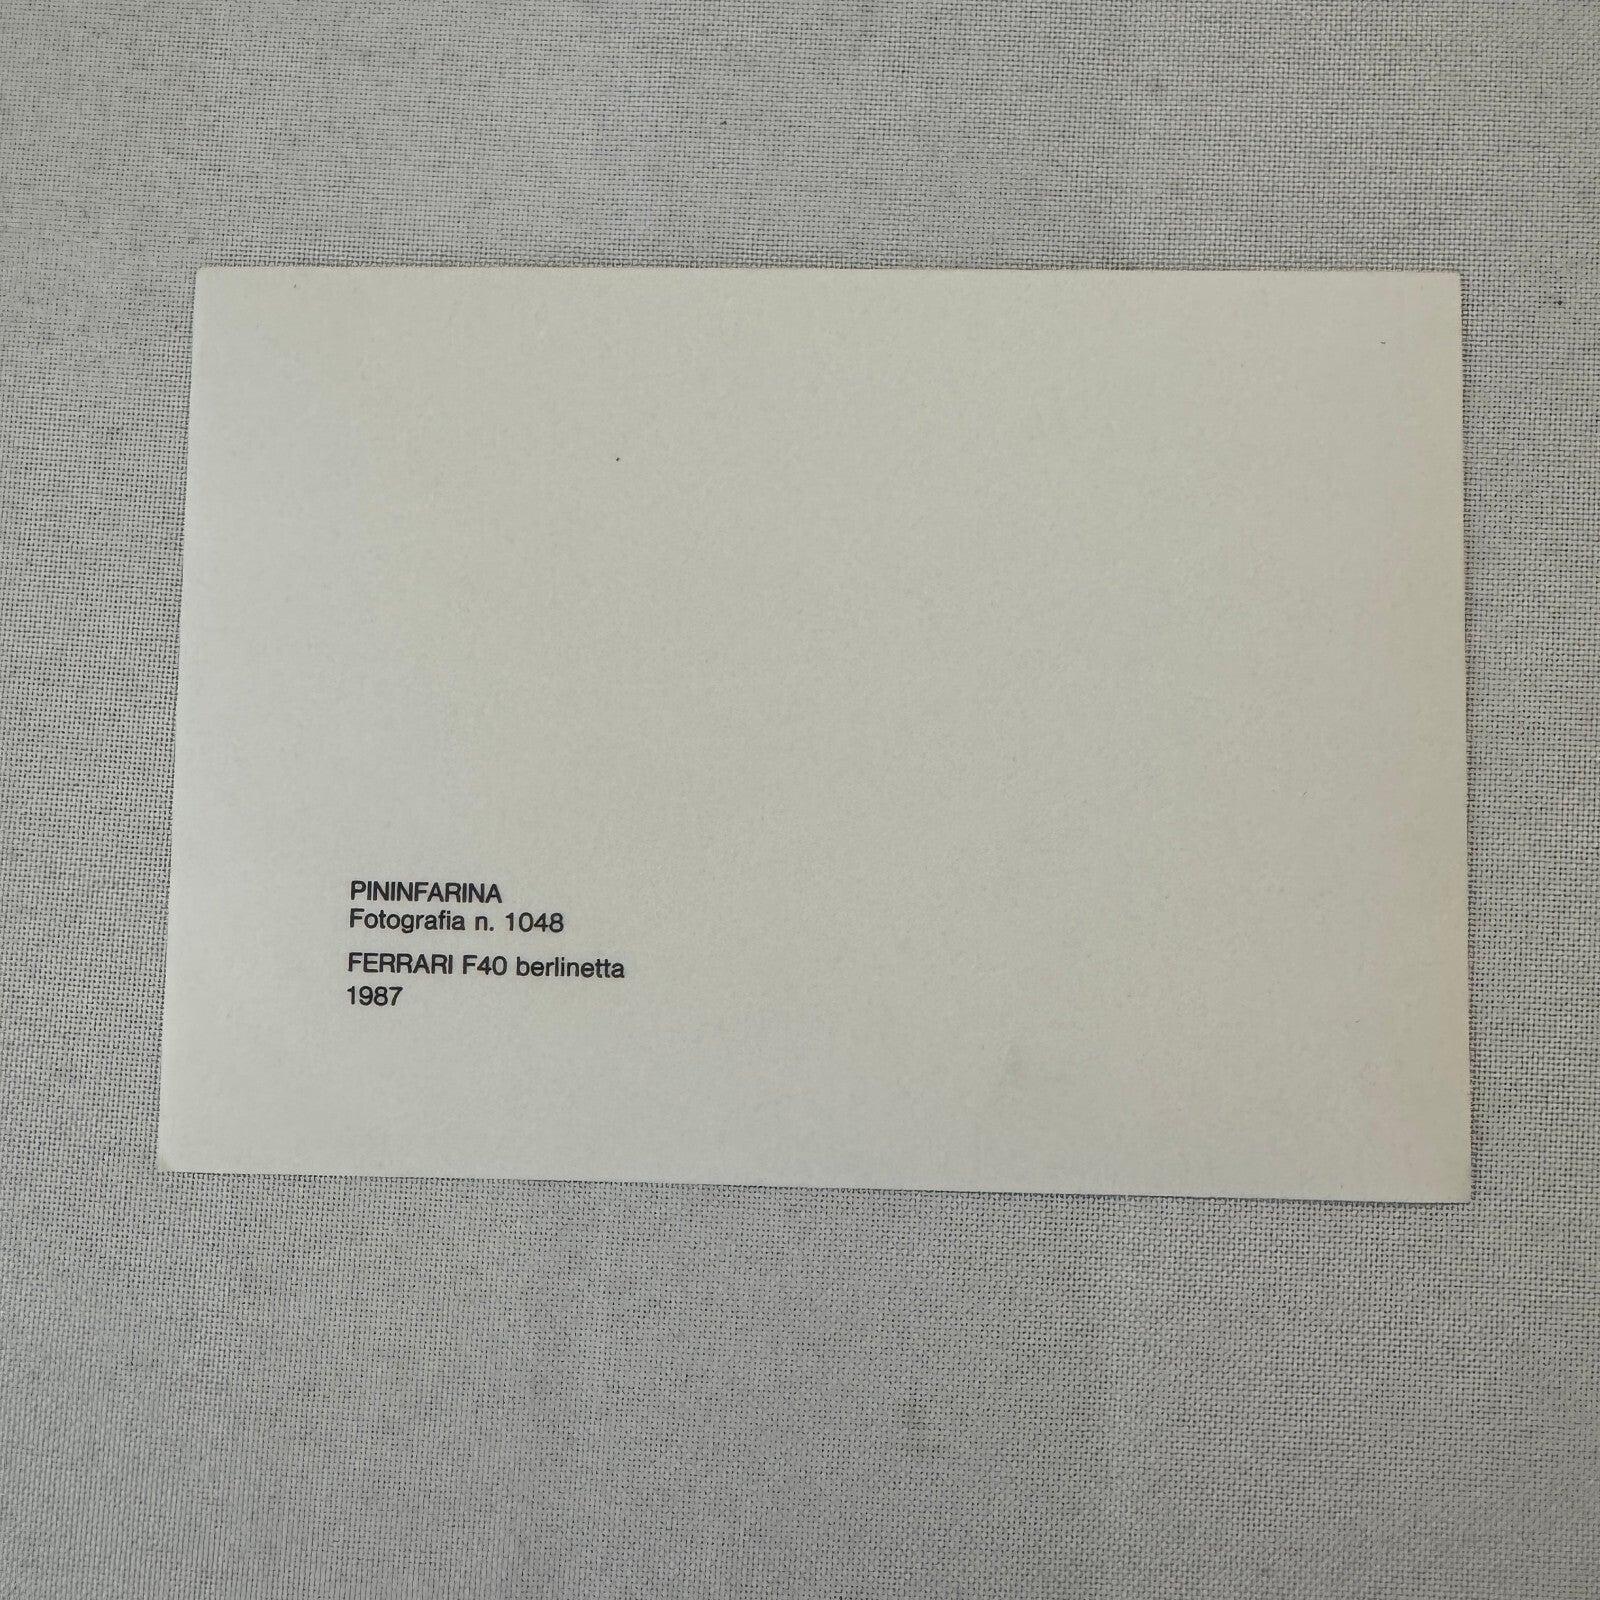 PININFARINA
Fotografia n. 1048
FERRARI F40 berlinetta
1987